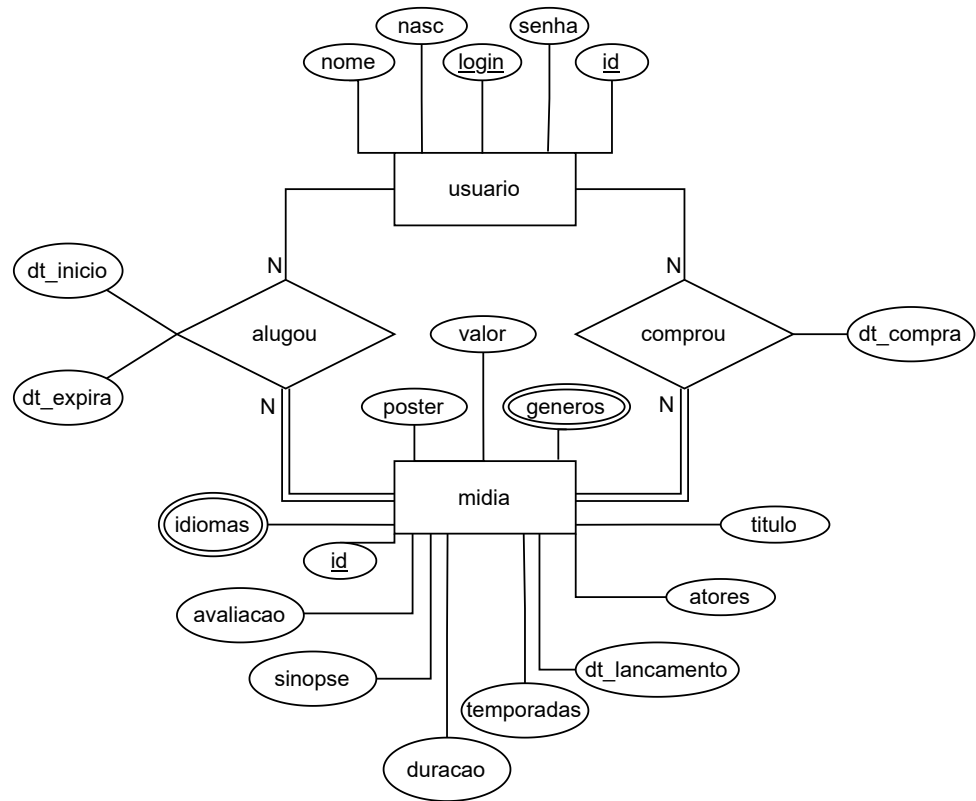 nasc
senha
nome
login
id
usuario
N
N
dt_inicio
alugou
valor
comprou
dt_compra
dt_expira
N
poster
generos
N
midia
idiomas
titulo
id
avaliacao
atores
sinopse
dt_lancamento
temporadas
duracao